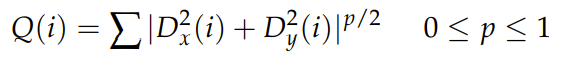 Q(i) = ∑ |D_x^2(i) + D_y^2(i)|^{p/2}   0 ≤ p ≤ 1